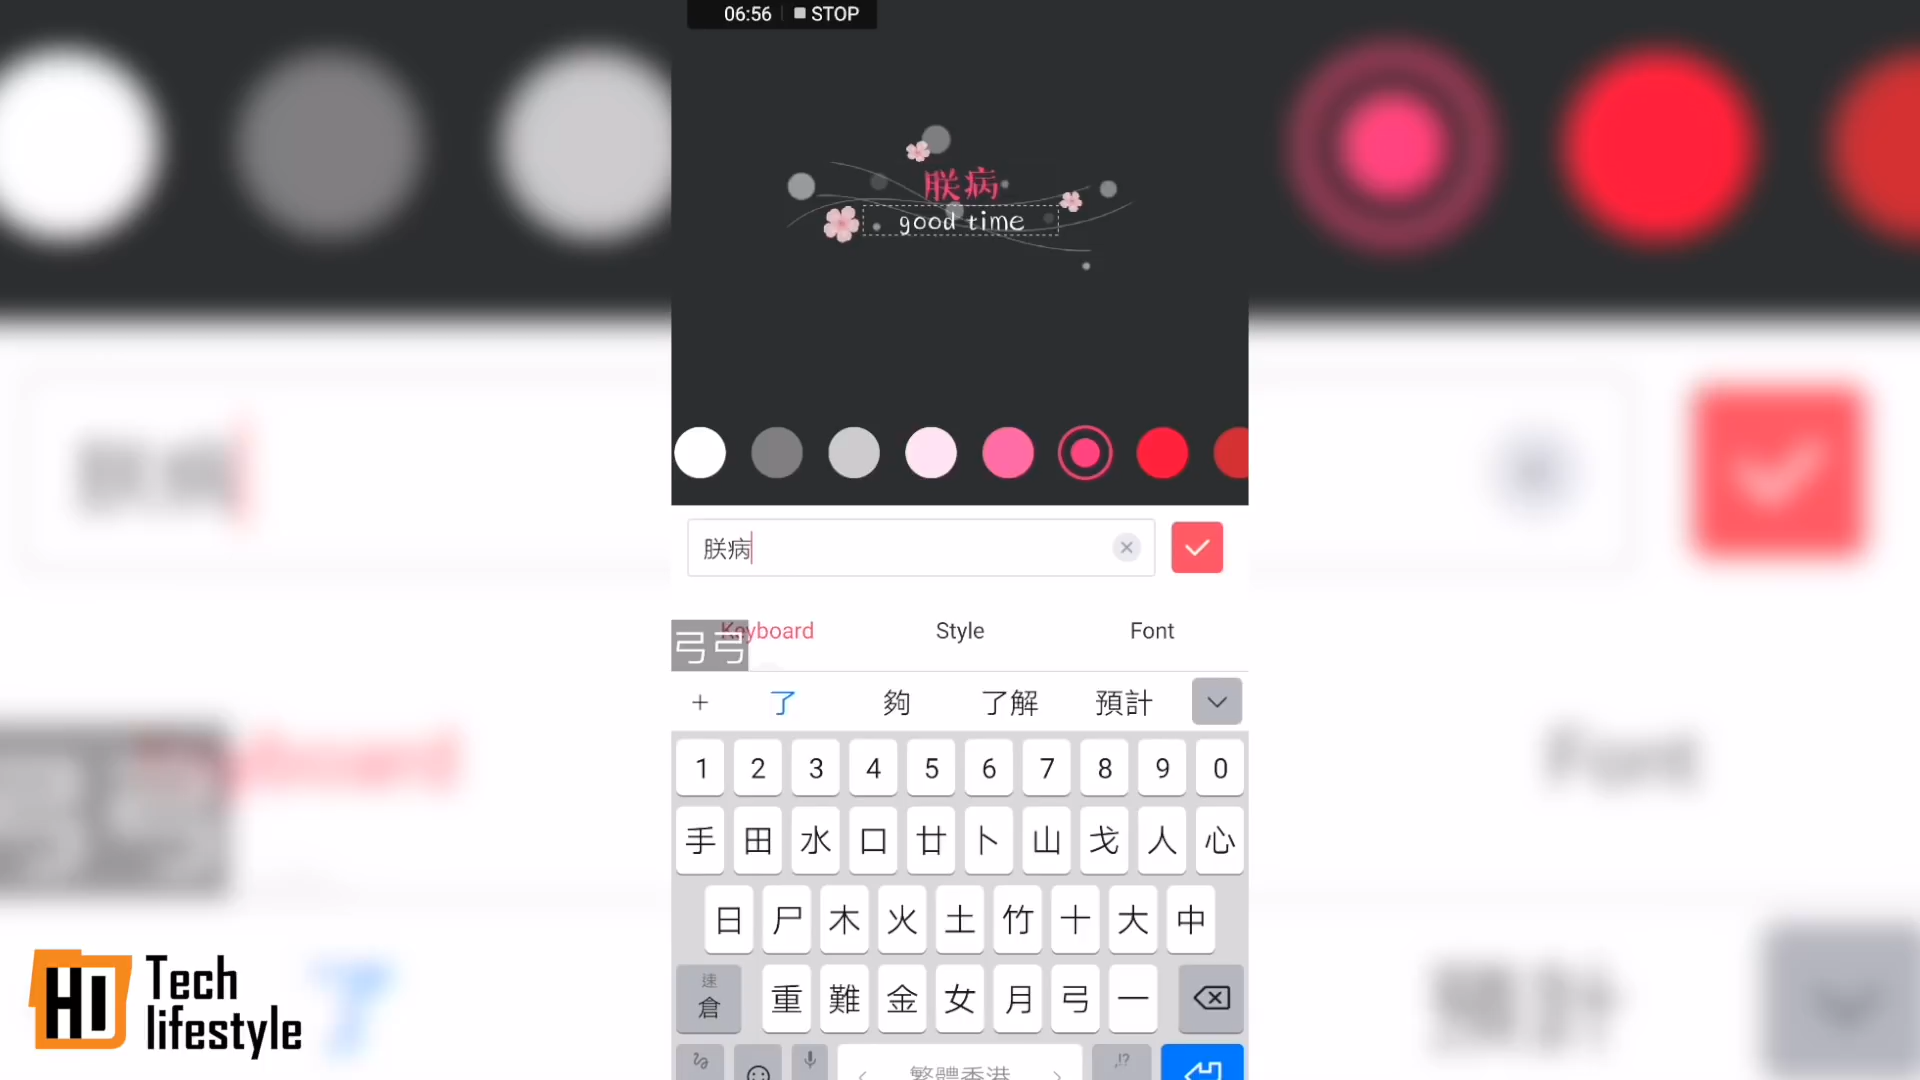 06:56 STOP
朕病
good time
朕病
Keyboard Style Font
弓弓
+ 了 夠 了解 預計
1 2 3 4 5 6 7 8 9 0
手 田 水 口 廿 卜 山 戈 人 心
日 尸 木 火 土 竹 十 大 中
速
倉 重 難 金 女 月 弓 一
,!?
繁體香港
HI Tech
lifestyle